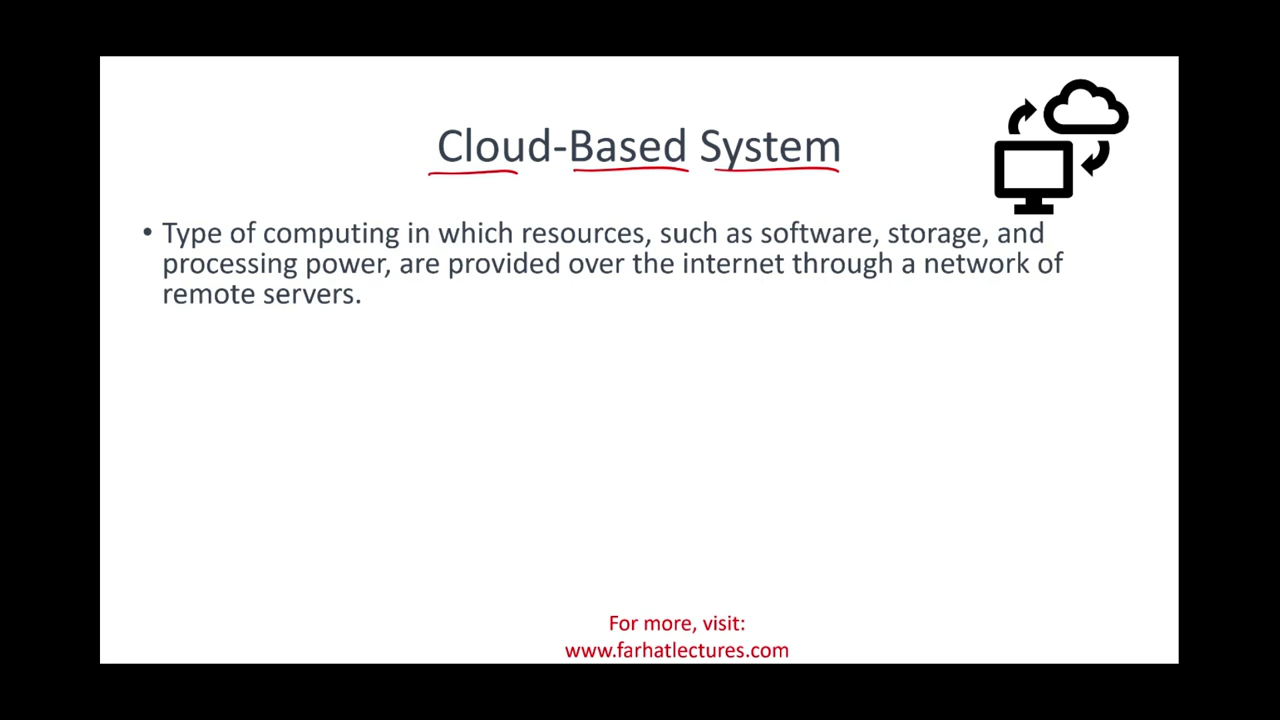 Cloud-Based System
• Type of computing in which resources, such as software, storage, and
processing power, are provided over the internet through a network of
remote servers.
For more, visit:
www.farhatlectures.com